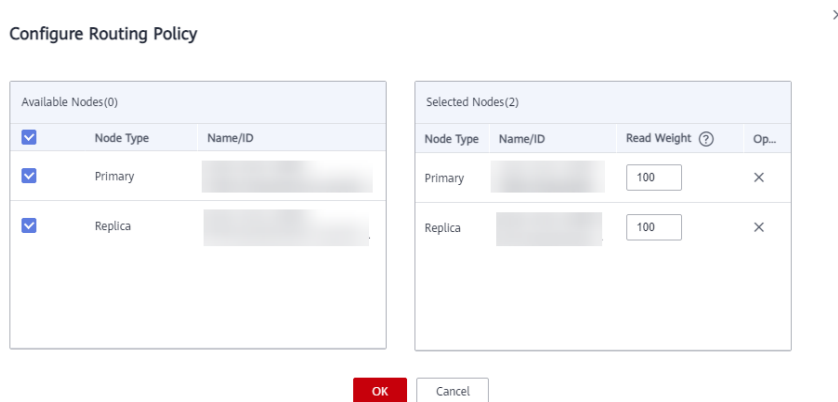 Configure Routing Policy
Available Nodes(0)
Node Type Name/ID
Primary
Replica
Selected Nodes(2)
Node Type Name/ID Read Weight ? Op...
Primary 100
Replica 100
OK Cancel